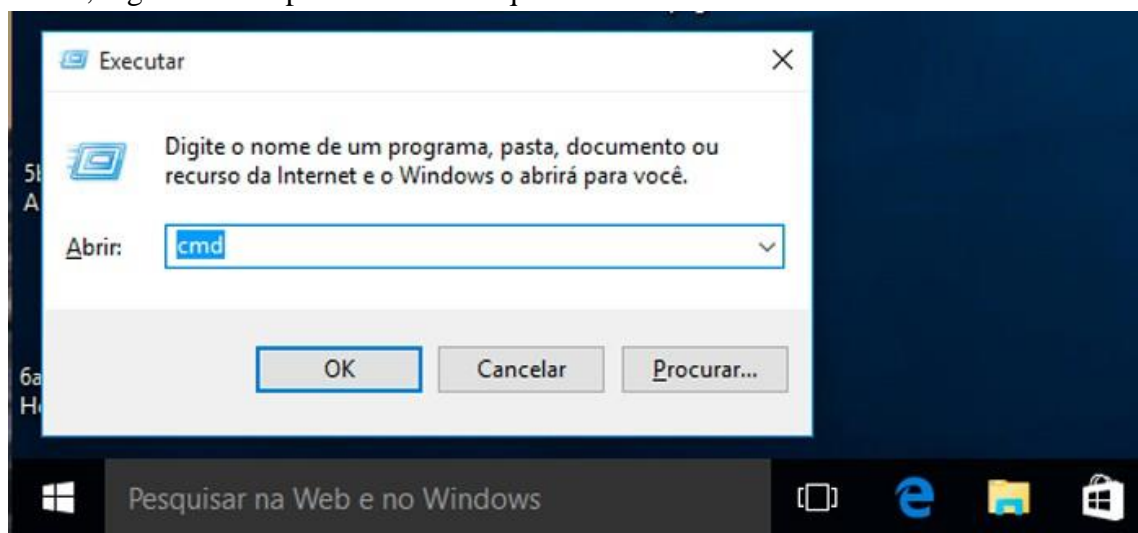 Executar
Digite o nome de um programa, pasta, documento ou
recurso da Internet e o Windows o abrirá para você.
Abrir:
cmd
OK Cancelar Procurar...
Pesquisar na Web e no Windows